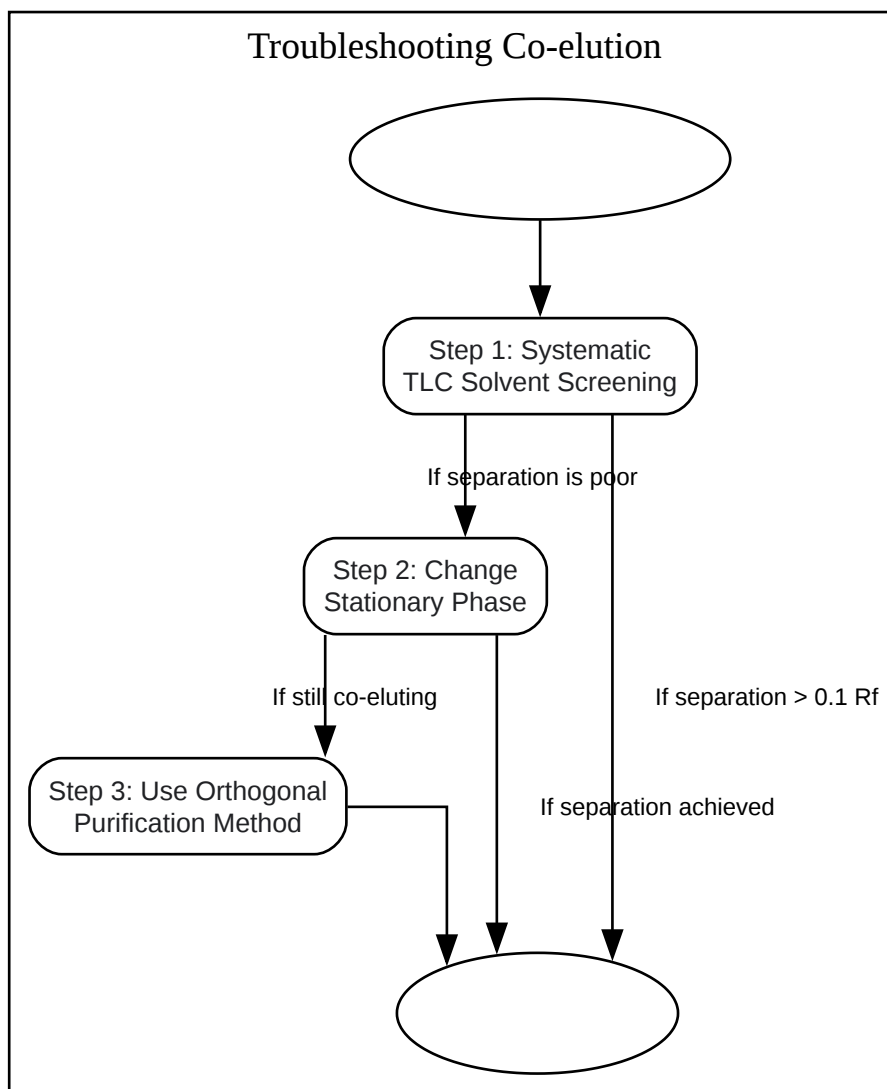 Troubleshooting Co-elution
Step 1: Systematic
TLC Solvent Screening
If separation is poor
Step 2: Change
Stationary Phase
If still co-eluting
If separation > 0.1 Rf
Step 3: Use Orthogonal
Purification Method
If separation achieved